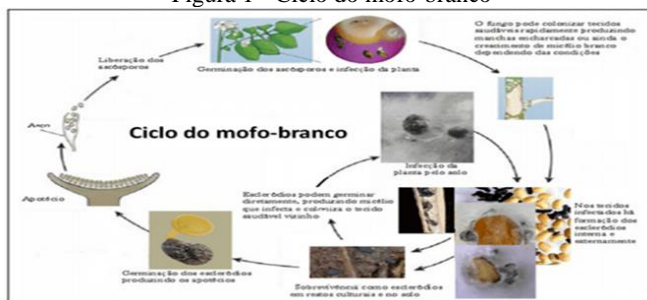 Figura 1 - Ciclo do mofo-branco
O fungo pode colonizar tecidos
saudáveis rapidamente produzindo
manchas encharcadas ou ainda o
crescimento de micélio branco
dependendo das condições
Liberação dos
ascósporos
Germinação dos ascósporos e infecção da planta
Asco
Ciclo do mofo-branco
Infecção da
planta pelo solo
Apotécio
Escleródios podem germinar
diretamente, produzindo micélio
que infecta e coloniza o tecido
saudável vizinho
Nos tecidos
infectados há
formação dos
escleródios
interna e
externamente
Germinação dos escleródios
produzindo os apotécios
Sobrevivência como escleródios
em restos culturais e no solo